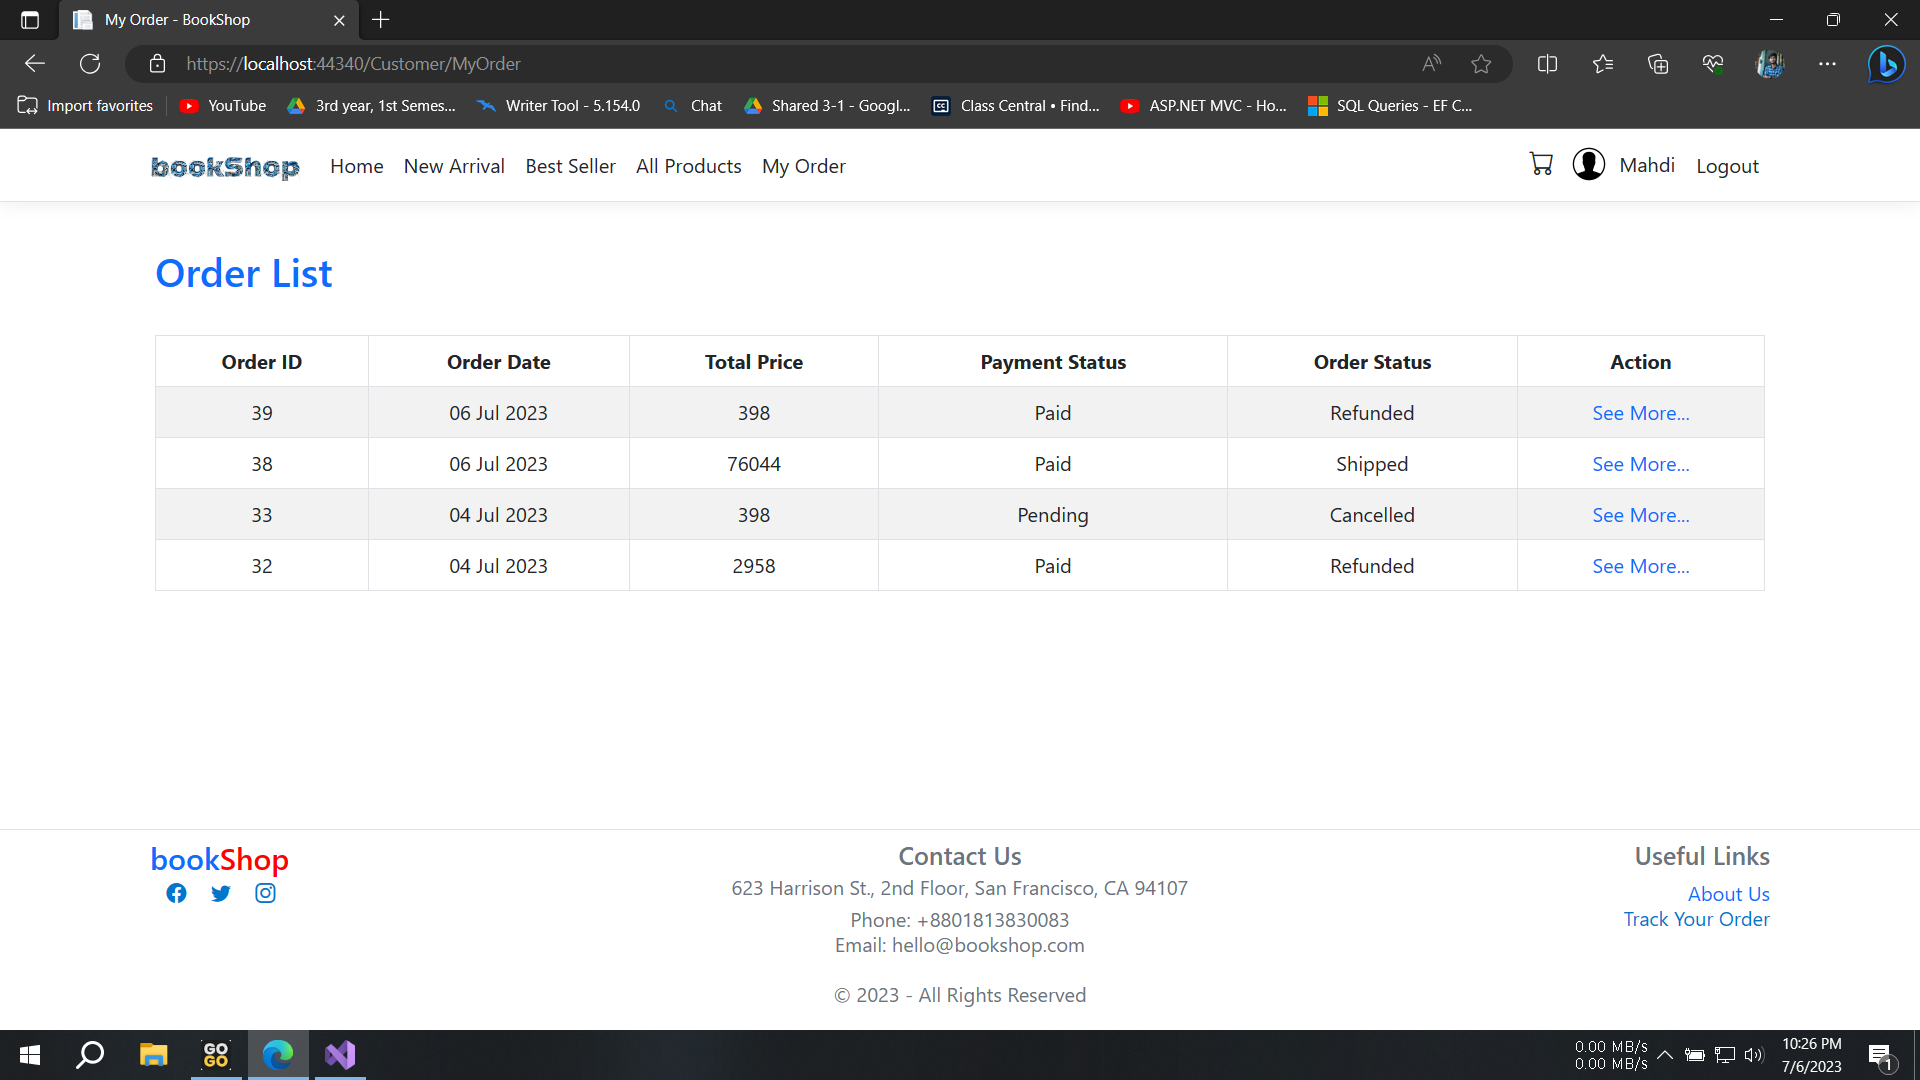 My Order - BookShop
https://localhost:44340/Customer/MyOrder
Import favorites YouTube 3rd year, 1st Semes... Writer Tool - 5.154.0 Chat Shared 3-1 - Googl... Class Central • Find... ASP.NET MVC - Ho... SQL Queries - EF C...
bookShop Home New Arrival Best Seller All Products My Order Mahdi Logout
Order List
Order ID Order Date Total Price Payment Status Order Status Action
39 06 Jul 2023 398 Paid Refunded See More...
38 06 Jul 2023 76044 Paid Shipped See More...
33 04 Jul 2023 398 Pending Cancelled See More...
32 04 Jul 2023 2958 Paid Refunded See More...
bookShop
Contact Us
623 Harrison St., 2nd Floor, San Francisco, CA 94107
Phone: +8801813830083
Email: hello@bookshop.com
© 2023 - All Rights Reserved
Useful Links
About Us
Track Your Order
GO
GO
0.00 MB/s
0.00 MB/s
10:26 PM
7/6/2023
1